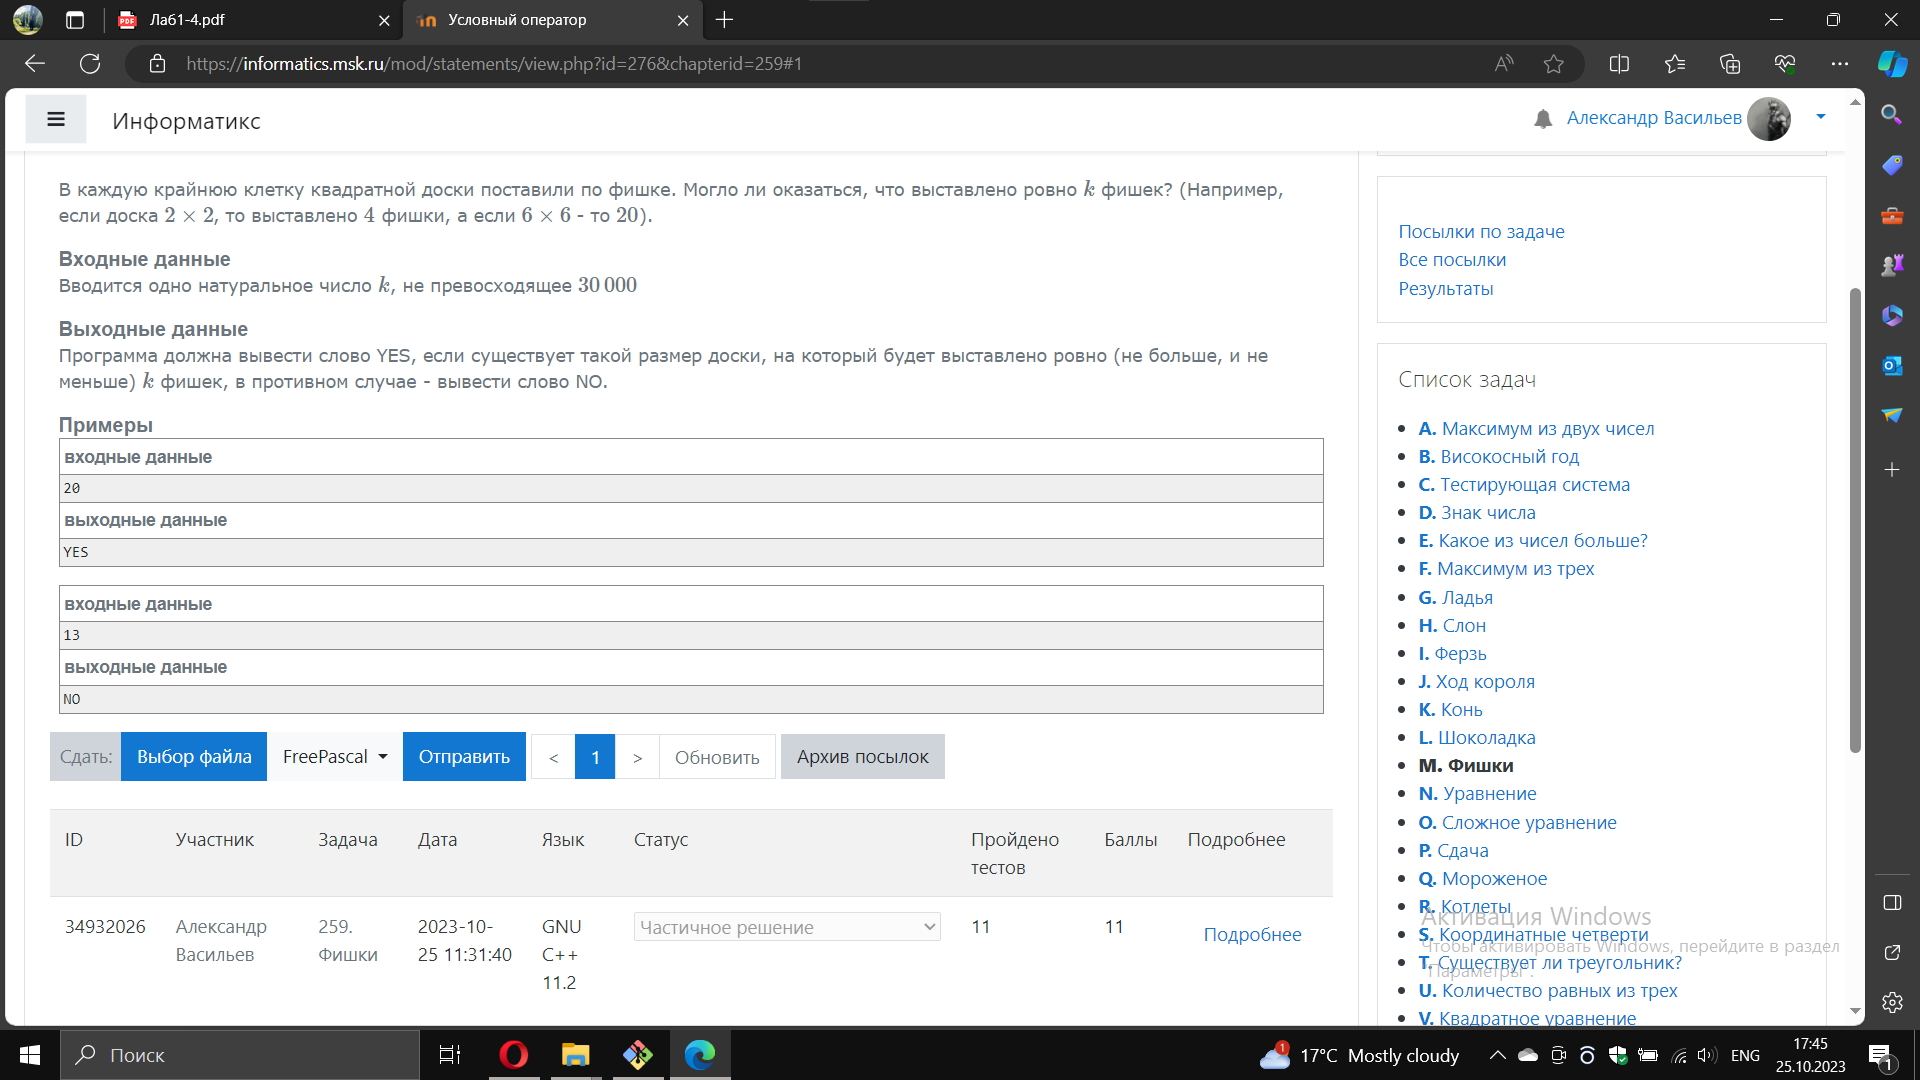 Ла61-4.pdf
Условный оператор
https://informatics.msk.ru/mod/statements/view.php?id=276&chapterid=259#1
Информатикс
Александр Васильев
В каждую крайнюю клетку квадратной доски поставили по фишке. Могло ли оказаться, что выставлено ровно k фишек? (Например,
если доска 2 × 2, то выставлено 4 фишки, а если 6 × 6 - то 20).
Входные данные
Вводится одно натуральное число k, не превосходящее 30 000
Выходные данные
Программа должна вывести слово YES, если существует такой размер доски, на который будет выставлено ровно (не больше, и не
меньше) k фишек, в противном случае - вывести слово NO.
Примеры
входные данные
20
выходные данные
YES
входные данные
13
выходные данные
NO
Сдать: Выбор файла FreePascal Отправить < 1 > Обновить Архив посылок
ID Участник Задача Дата Язык Статус Пройдено тестов Баллы Подробнее
34932026 Александр Васильев 259. Фишки 2023-10-25 11:31:40 GNU C++ 11.2 Частичное решение 11 11 Подробнее
Посылки по задаче
Все посылки
Результаты
Список задач
A. Максимум из двух чисел
B. Високосный год
C. Тестирующая система
D. Знак числа
E. Какое из чисел больше?
F. Максимум из трех
G. Ладья
H. Слон
I. Ферзь
J. Ход короля
K. Конь
L. Шоколадка
M. Фишки
N. Уравнение
O. Сложное уравнение
P. Сдача
Q. Мороженое
R. Котлеты
S. Координатные четверти
T. Существует ли треугольник?
U. Количество равных из трех
V. Квадратное уравнение
Активация Windows
Чтобы активировать Windows, перейдите в раздел
"Параметры".
Поиск
1
17°C Mostly cloudy
ENG
17:45
25.10.2023
1